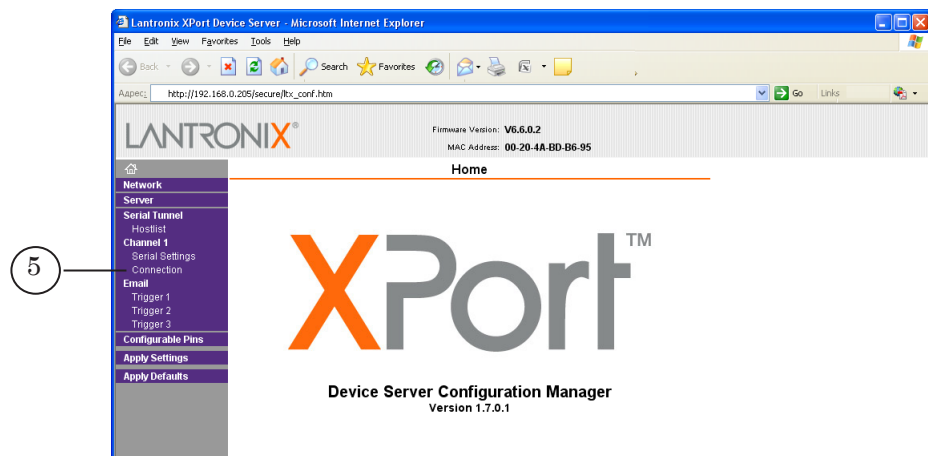 Lantronix XPort Device Server - Microsoft Internet Explorer
File Edit View Favorites Tools Help
Back Search Favorites
Адрес: http://192.168.0.205/secure/ltx_conf.htm Go Links
LANTRONIX® Firmware Version: V6.6.0.2
MAC Address: 00-20-4A-BD-B6-95
Home
Network
Server
Serial Tunnel
Hostlist
Channel 1
Serial Settings
5 Connection
Email
Trigger 1
Trigger 2
Trigger 3
Configurable Pins
Apply Settings
Apply Defaults
XPort™
Device Server Configuration Manager
Version 1.7.0.1